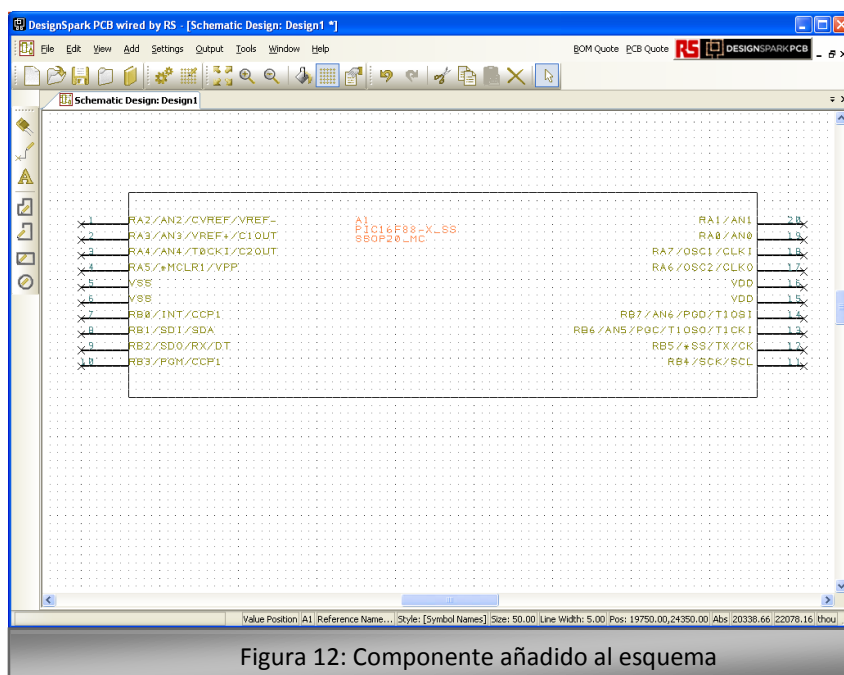 DesignSpark PCB wired by RS - [Schematic Design: Design1 *]
File Edit View Add Settings Output Tools Window Help BOM Quote PCB Quote RS DESIGNSPARK PCB
Schematic Design: Design1
A1
PIC16F88-X_SS
SBOP20_MC
1 RA2/AN2/CVREF/VREF- RA1/AN1 20
2 RA3/AN3/VREF+/C1OUT RA0/AN0 19
3 RA4/AN4/T0CKI/C2OUT RA7/OSC1/CLKI 18
4 RA5/*MCLR1/VPP RA6/OSC2/CLKO 17
5 VSS VDD 16
6 VSS VDD 15
7 RB0/INT/CCP1 RB7/AN6/PGD/T1OSI 14
8 RB1/SDI/SDA RB6/AN5/PGC/T1OSO/T1CKI 13
9 RB2/SDO/RX/DT RB5/*SS/TX/CK 12
10 RB3/PGM/CCP1 RB4/SCK/SCL 11
Value Position A1 Reference Name... Style: [Symbol Names] Size: 50.00 Line Width: 5.00 Pos: 19750.00,24350.00 Abs 20338.66 22078.16 thou
Figura 12: Componente añadido al esquema